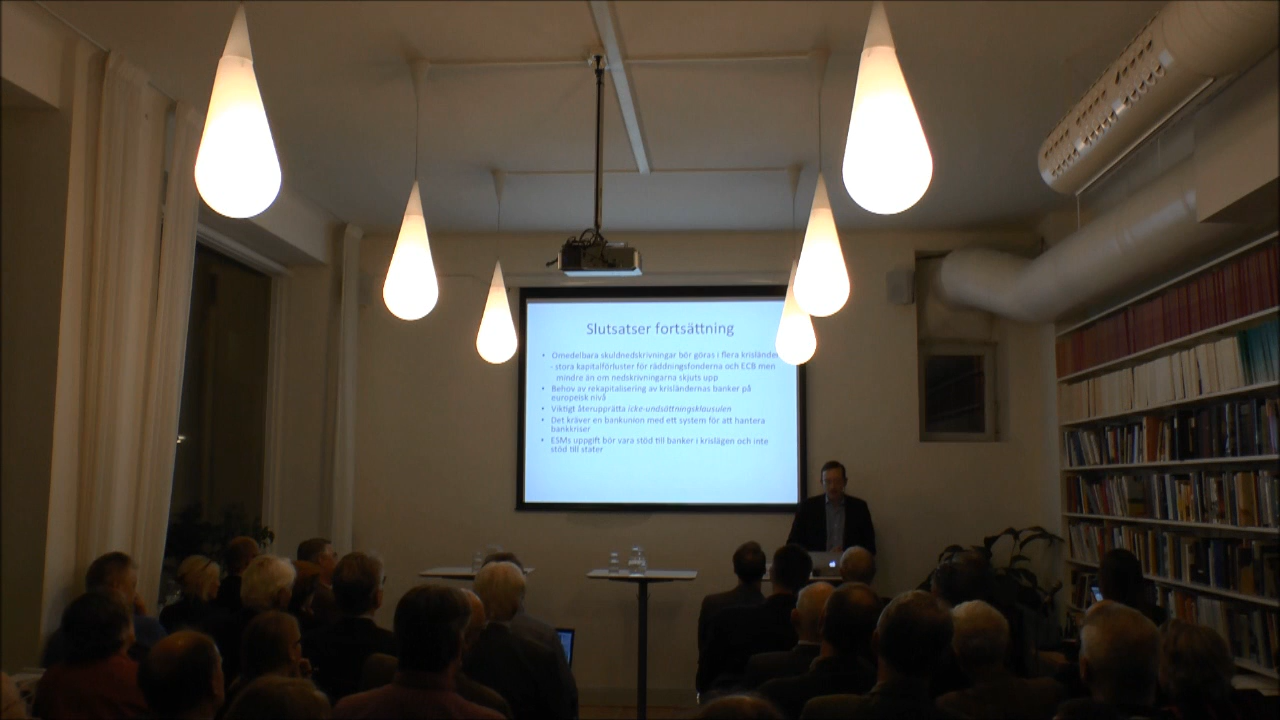 Slutsatser fortsättning
• Omedelbara skuldnedskrivningar bör göras i flera krisländer
- stora kapitalförluster för räddningsfonderna och ECB men
mindre än om nedskrivningarna skjuts upp
• Behov av rekapitalisering av krisländernas banker på
europeisk nivå
• Viktigt återupprätta icke-undsättningsklausulen
• Det kräver en bankunion med ett system för att hantera
bankkriser
• ESMs uppgift bör vara stöd till banker i krislägen och inte
stöd till stater